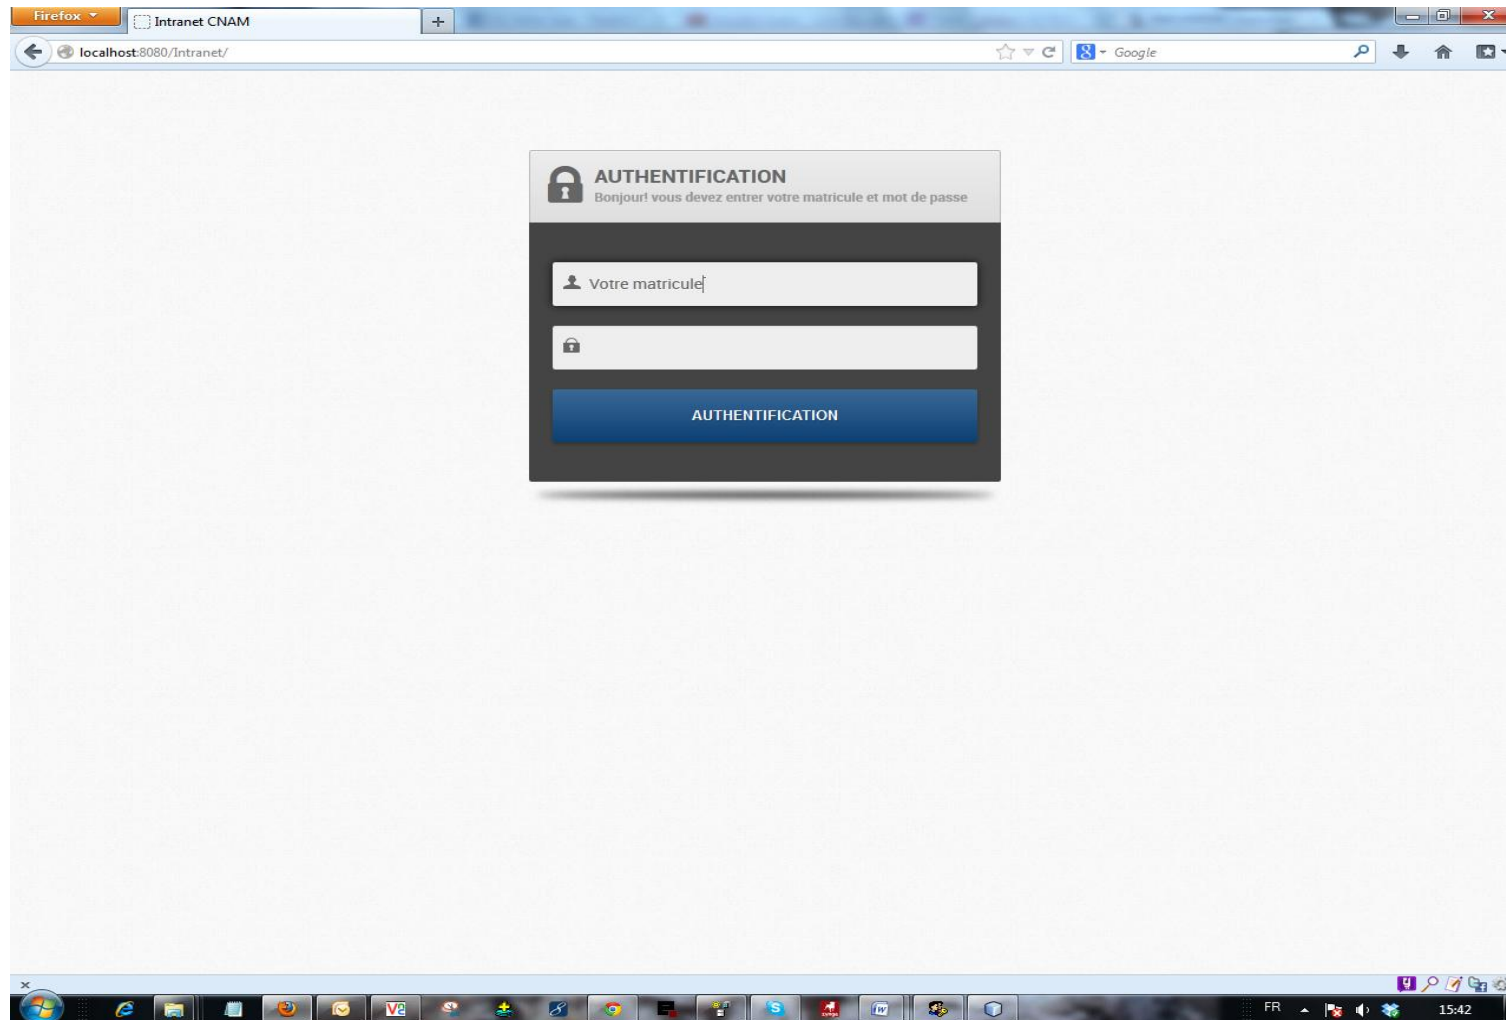 Firefox
Intranet CNAM
localhost:8080/Intranet/
Google
AUTHENTIFICATION
Bonjour! vous devez entrer votre matricule et mot de passe
Votre matricule
AUTHENTIFICATION
FR
15:42